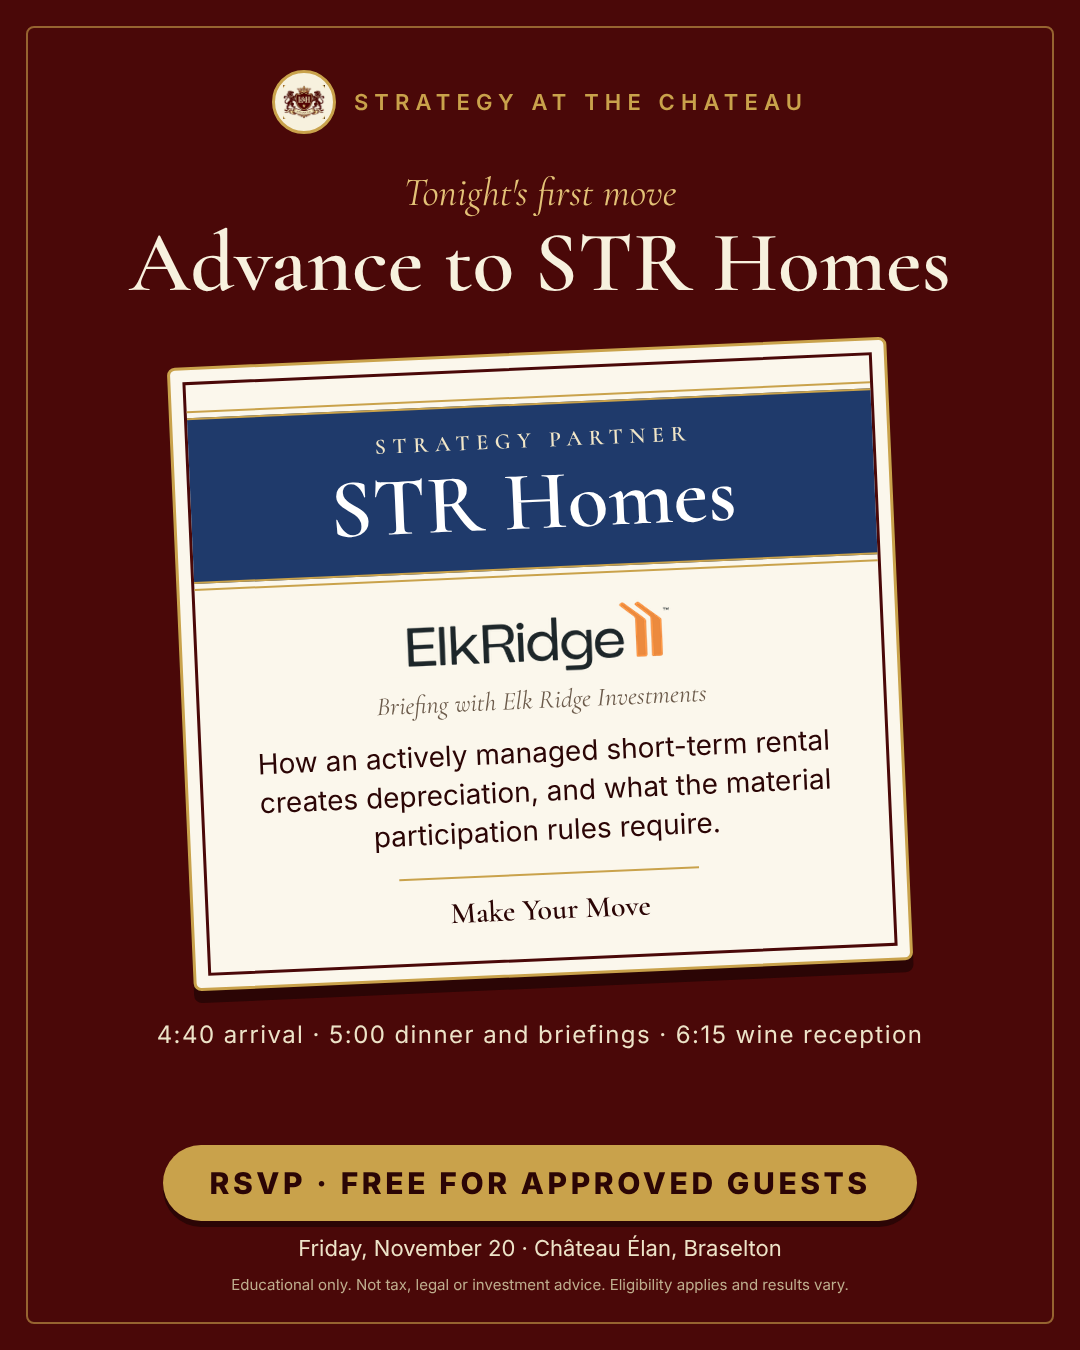 STRATEGY AT THE CHATEAU
Tonight's first move
Advance to STR Homes
STRATEGY PARTNER
STR Homes
ElkRidge™
Briefing with Elk Ridge Investments
How an actively managed short-term rental
creates depreciation, and what the material
participation rules require.
Make Your Move
4:40 arrival · 5:00 dinner and briefings · 6:15 wine reception
RSVP · FREE FOR APPROVED GUESTS
Friday, November 20 · Château Élan, Braselton
Educational only. Not tax, legal or investment advice. Eligibility applies and results vary.